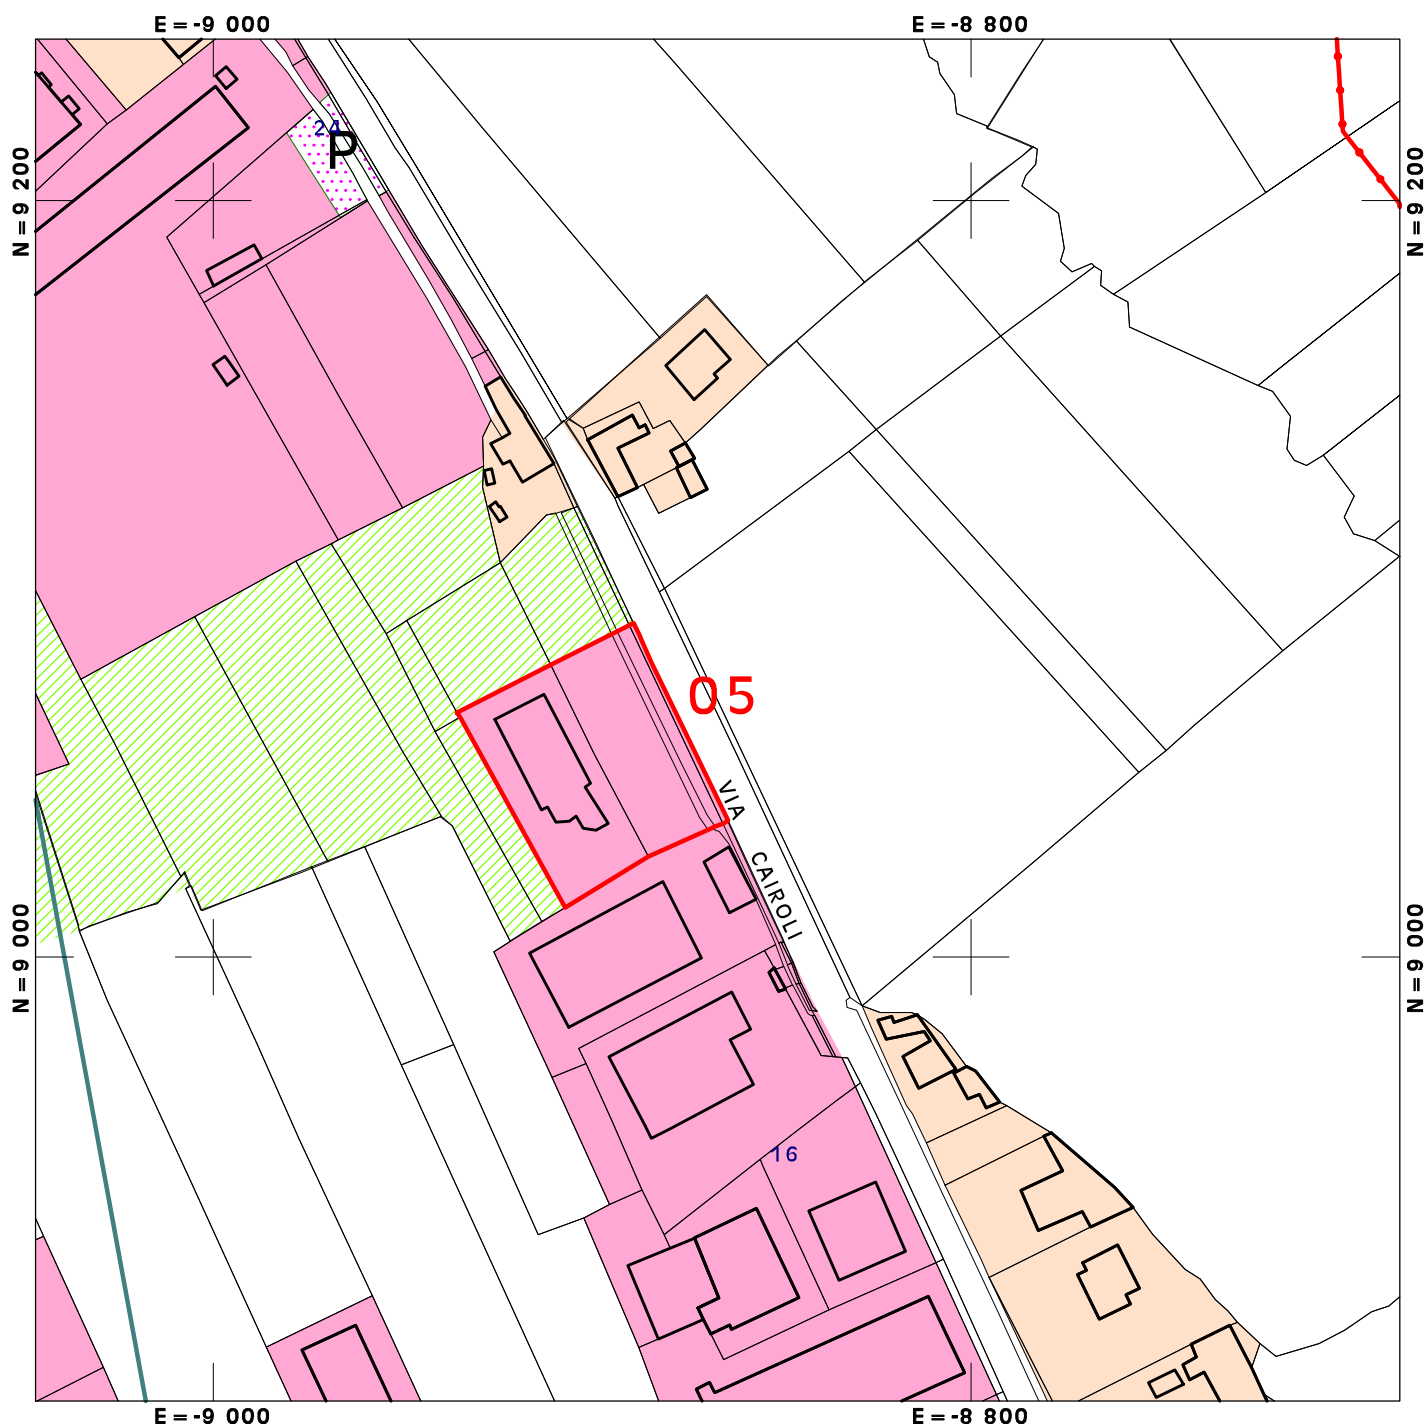 E = -9 000
E = -8 800
N = 9 200
N = 9 200
24
P
05
VIA
CAIROLI
N = 9 000
N = 9 000
16
E = -9 000
E = -8 800